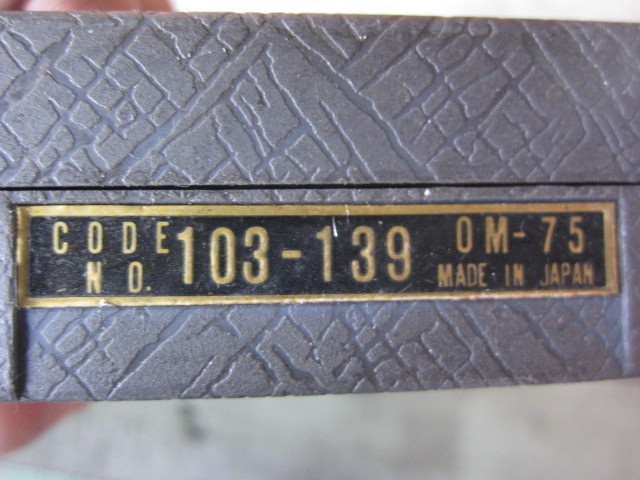 CODE NO. 103-139 OM-75
MADE IN JAPAN